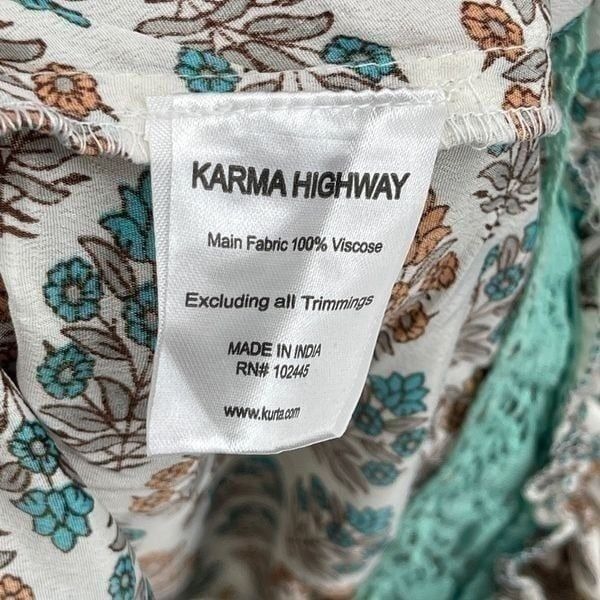 KARMA HIGHWAY
Main Fabric 100% Viscose
Excluding all Trimmings
MADE IN INDIA
RN# 102445
www.kurta.com